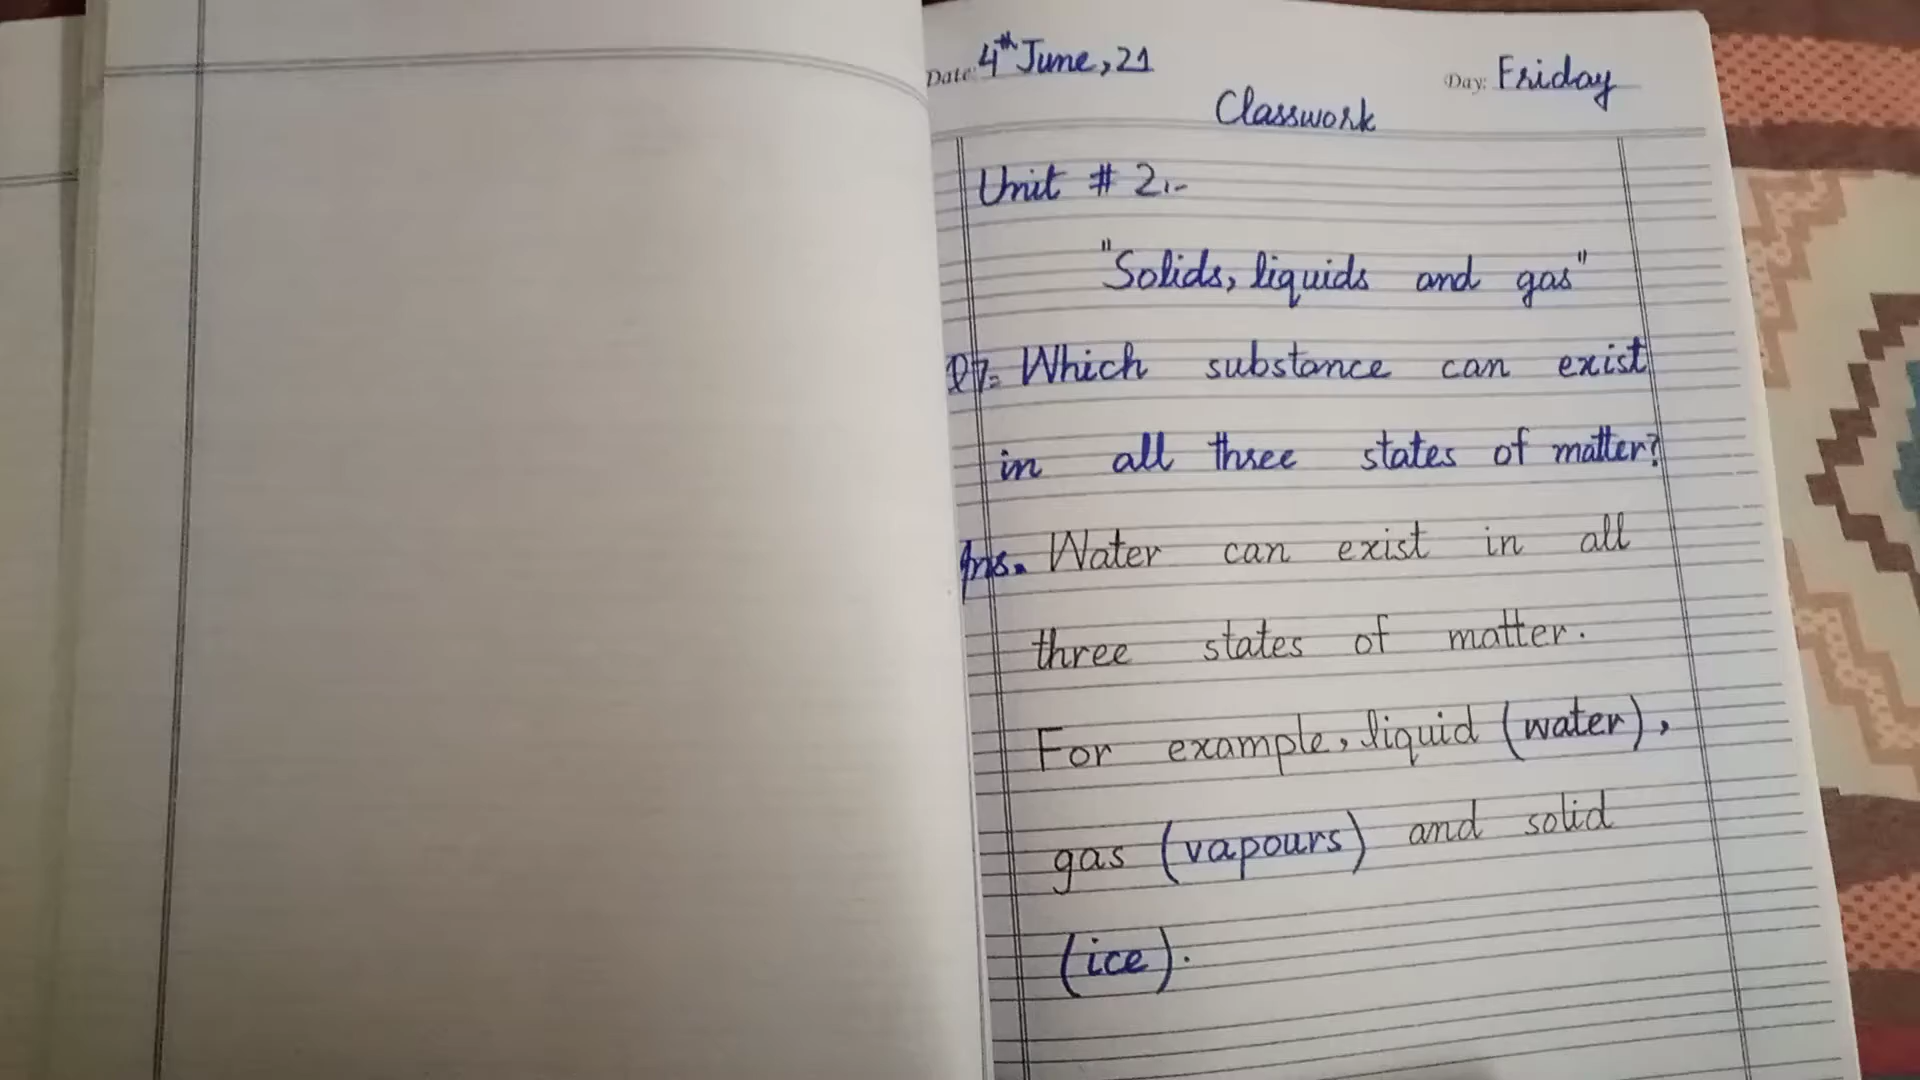 Date: 4th June, 21
Day: Friday
Classwork
Unit # 2.-
"Solids, liquids and gas"
Q7. Which substance can exist
in all three states of matter?
Ans. Water can exist in all
three states of matter.
For example, liquid (water),
gas (vapours) and solid
(ice).